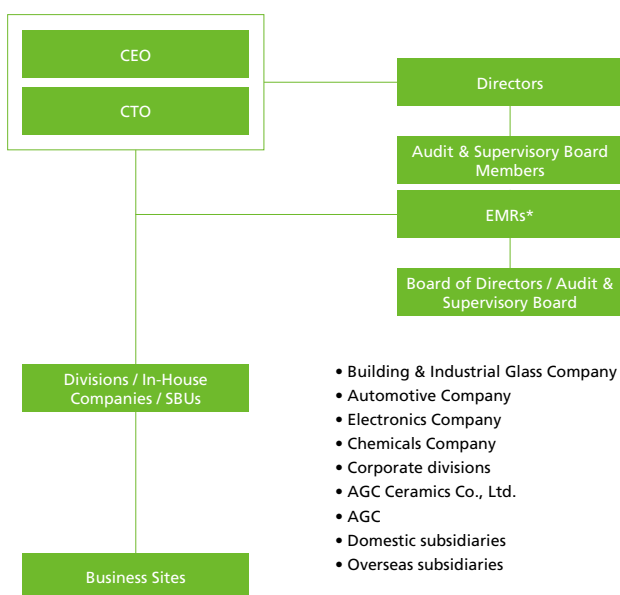 CEO
CTO
Directors
Audit & Supervisory Board
Members
EMRs*
Board of Directors / Audit &
Supervisory Board
Divisions / In-House
Companies / SBUs
• Building & Industrial Glass Company
• Automotive Company
• Electronics Company
• Chemicals Company
• Corporate divisions
• AGC Ceramics Co., Ltd.
• AGC
• Domestic subsidiaries
• Overseas subsidiaries
Business Sites